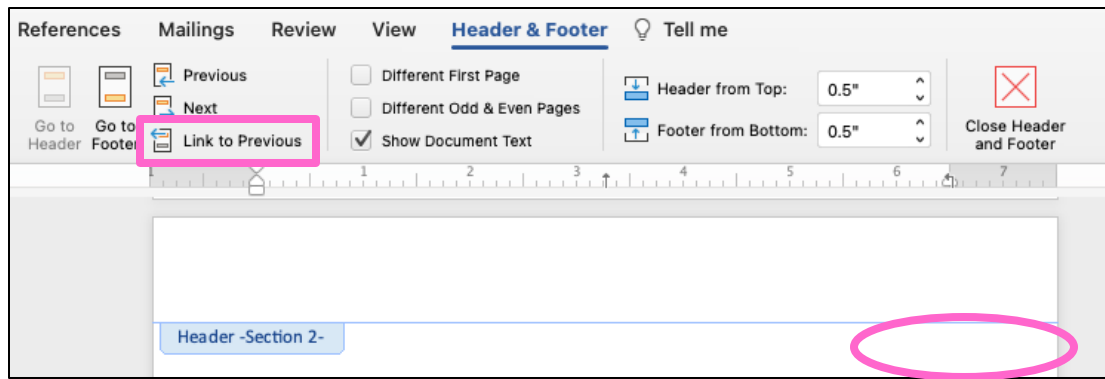 References Mailings Review View Header & Footer Tell me
Previous
Next
Link to Previous
Go to Header
Go to Footer
Different First Page
Different Odd & Even Pages
Show Document Text
Header from Top: 0.5"
Footer from Bottom: 0.5"
Close Header
and Footer
1 1 2 3 4 5 6 7
Header -Section 2-